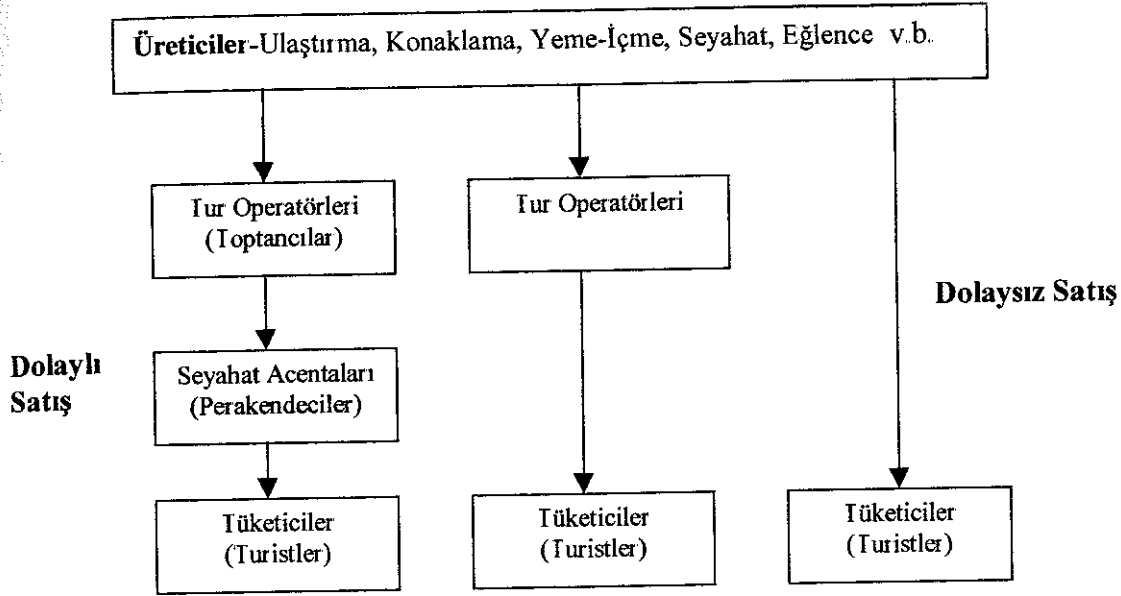 Üreticiler-Ulaştırma, Konaklama, Yeme-İçme, Seyahat, Eğlence v.b.
Tur Operatörleri
(Toptancılar)
Tur Operatörleri
Dolaysız Satış
Dolaylı
Satış
Seyahat Acentaları
(Perakendeciler)
Tüketiciler
(Turistler)
Tüketiciler
(Turistler)
Tüketiciler
(Turistler)